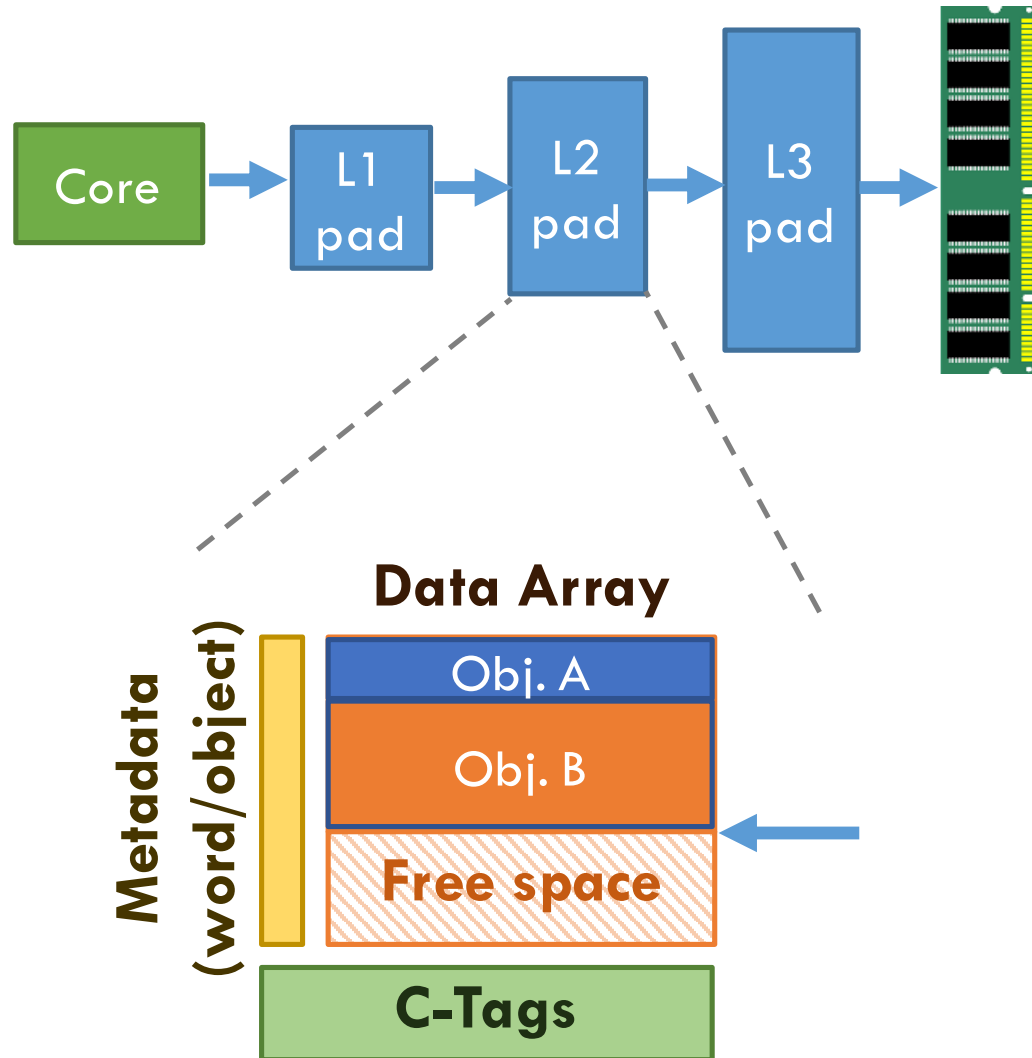 Core
L1
pad
L2
pad
L3
pad
Data Array
Metadata
(word/object)
Obj. A
Obj. B
Free space
C-Tags